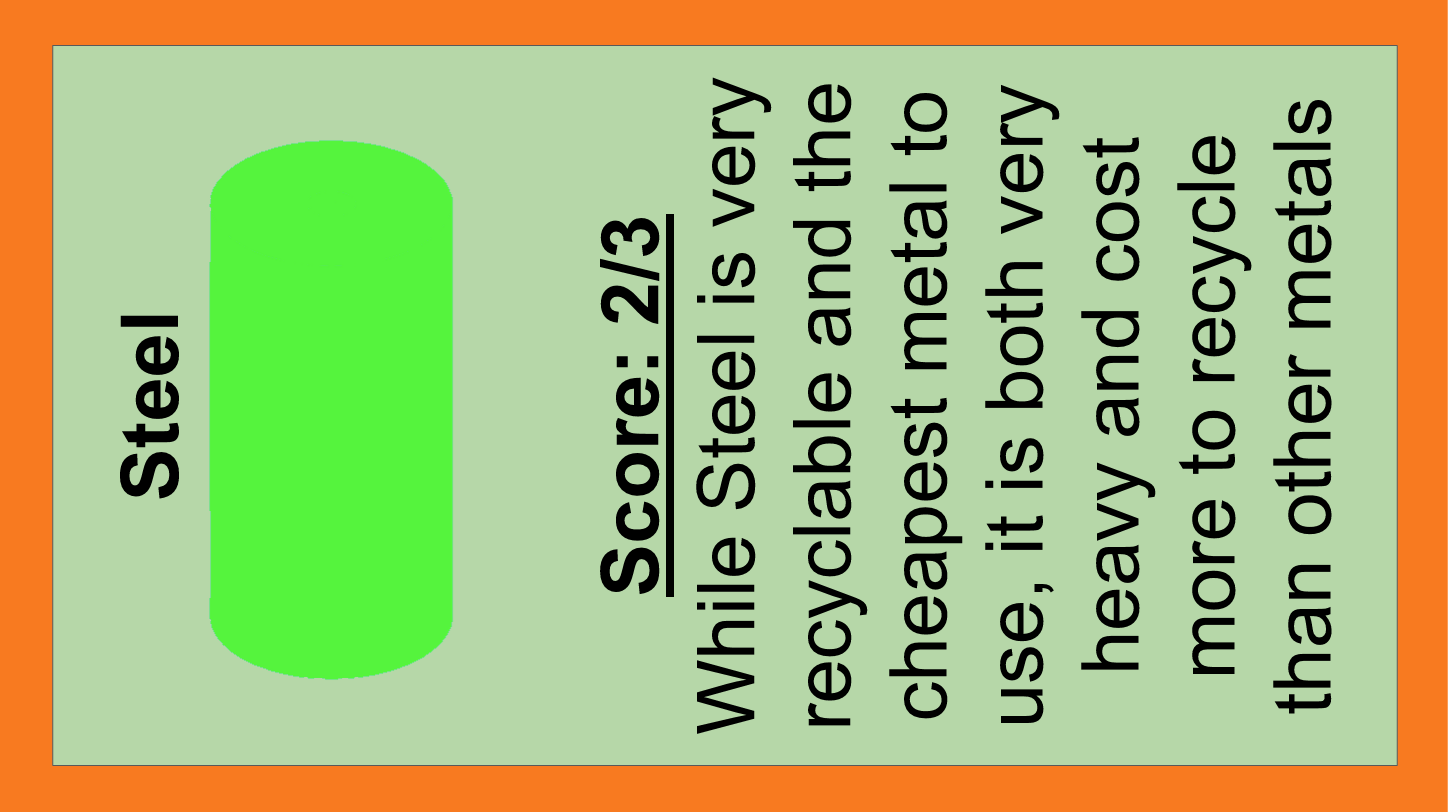 Steel
Score: 2/3
While Steel is very
recyclable and the
cheapest metal to
use, it is both very
heavy and cost
more to recycle
than other metals